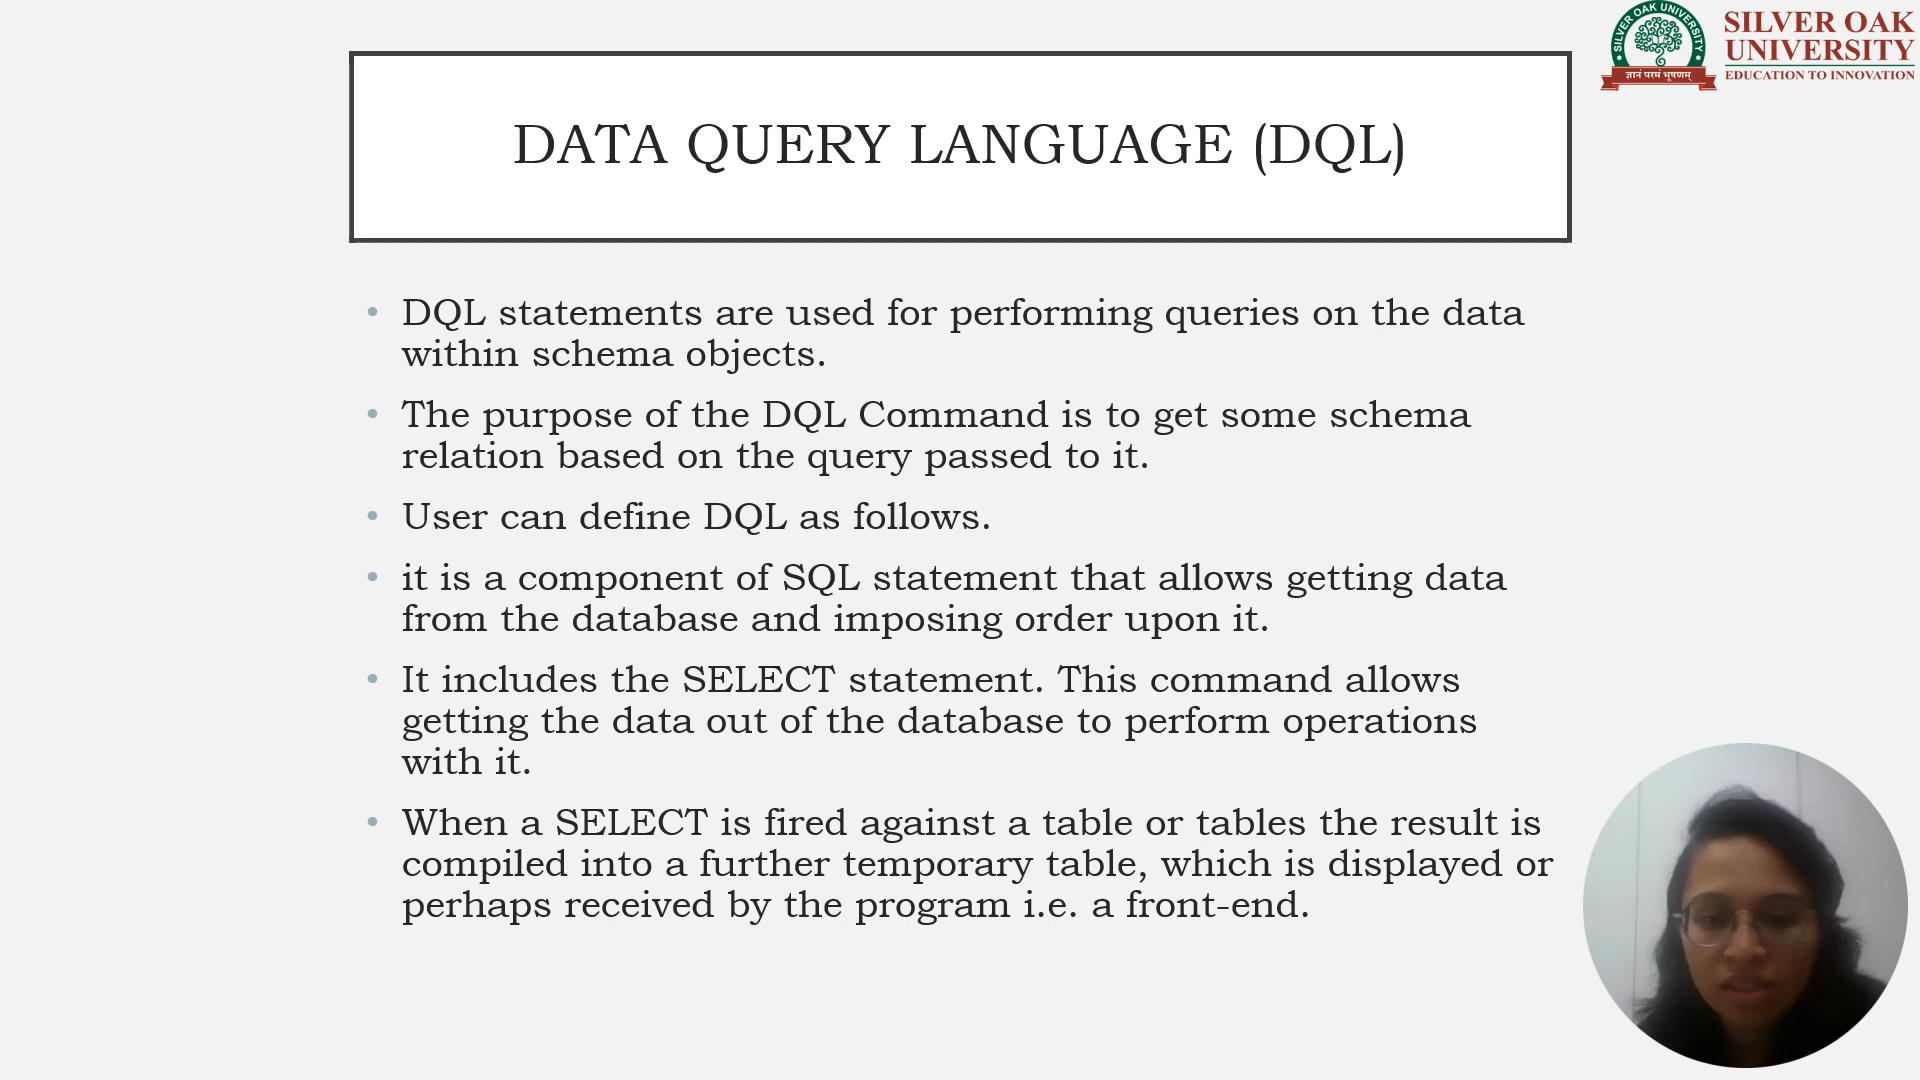 SILVER OAK UNIVERSITY
ज्ञानं परमं भूषणम्
SILVER OAK
UNIVERSITY
EDUCATION TO INNOVATION
DATA QUERY LANGUAGE (DQL)
• DQL statements are used for performing queries on the data
within schema objects.
• The purpose of the DQL Command is to get some schema
relation based on the query passed to it.
• User can define DQL as follows.
• it is a component of SQL statement that allows getting data
from the database and imposing order upon it.
• It includes the SELECT statement. This command allows
getting the data out of the database to perform operations
with it.
• When a SELECT is fired against a table or tables the result is
compiled into a further temporary table, which is displayed or
perhaps received by the program i.e. a front-end.